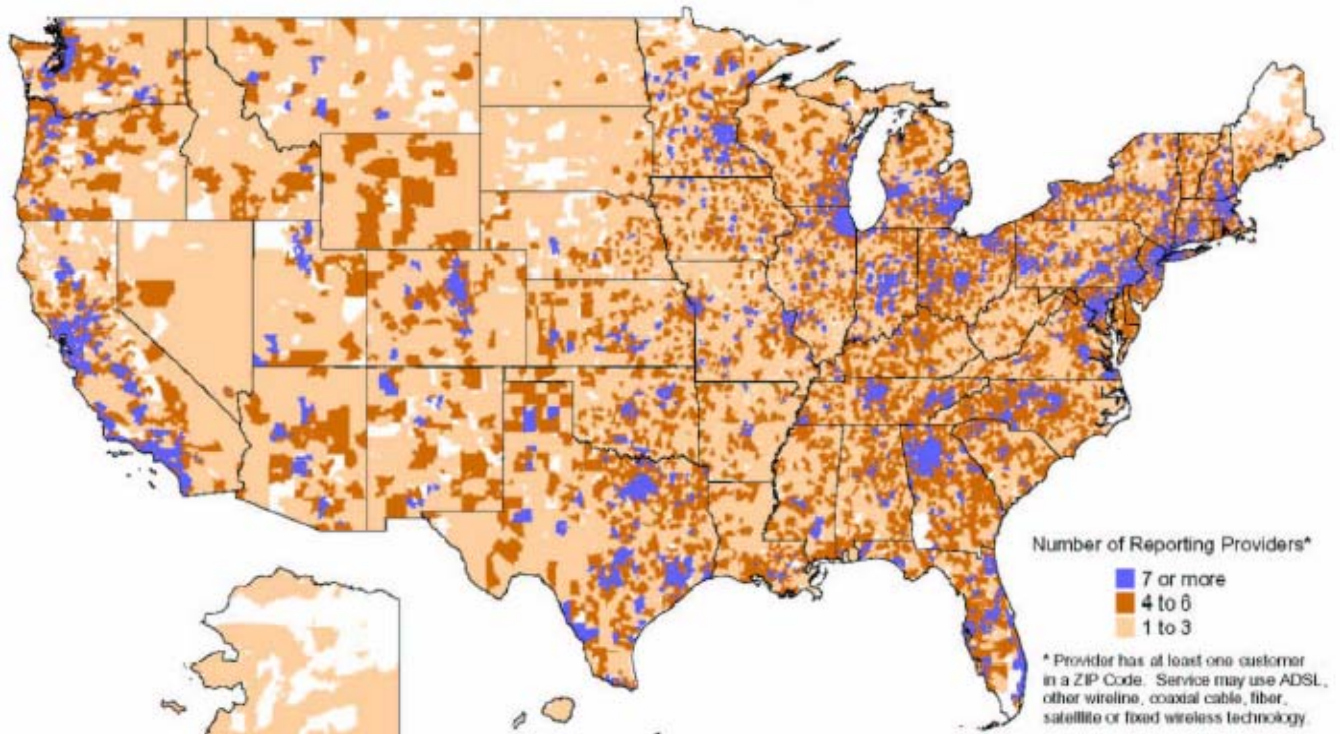 Number of Reporting Providers*
7 or more
4 to 6
1 to 3
* Provider has at least one customer
in a ZIP Code. Service may use ADSL,
other wireline, coaxial cable, fiber,
satellite or fixed wireless technology.